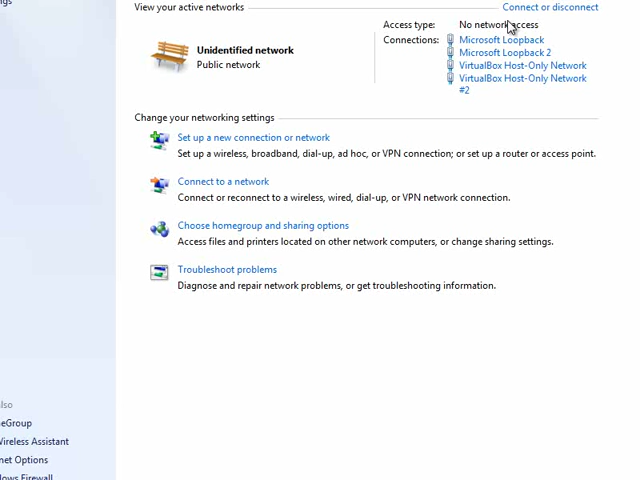 View your active networks
Connect or disconnect
Unidentified network
Public network
Access type:
No network access
Connections:
Microsoft Loopback
Microsoft Loopback 2
VirtualBox Host-Only Network
VirtualBox Host-Only Network
#2
Change your networking settings
Set up a new connection or network
Set up a wireless, broadband, dial-up, ad hoc, or VPN connection; or set up a router or access point.
Connect to a network
Connect or reconnect to a wireless, wired, dial-up, or VPN network connection.
Choose homegroup and sharing options
Access files and printers located on other network computers, or change sharing settings.
Troubleshoot problems
Diagnose and repair network problems, or get troubleshooting information.
lso
eGroup
Wireless Assistant
net Options
lows Firewall